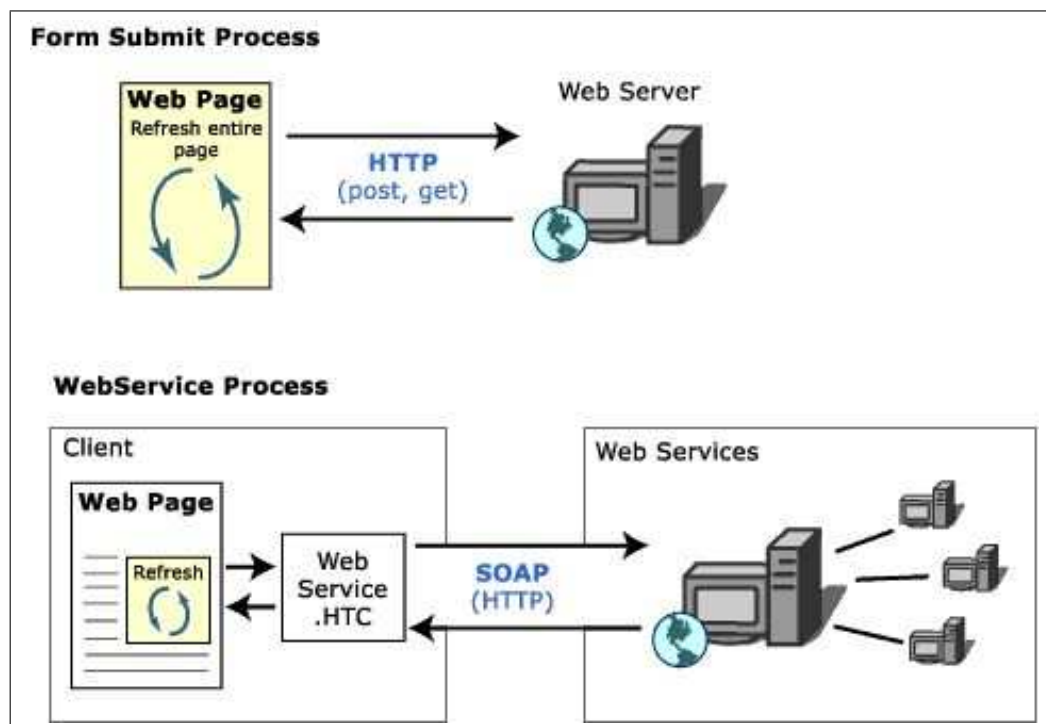 Form Submit Process
Web Page
Refresh entire
page
HTTP
(post, get)
Web Server
WebService Process
Client
Web Page
Refresh
Web
Service
.HTC
SOAP
(HTTP)
Web Services